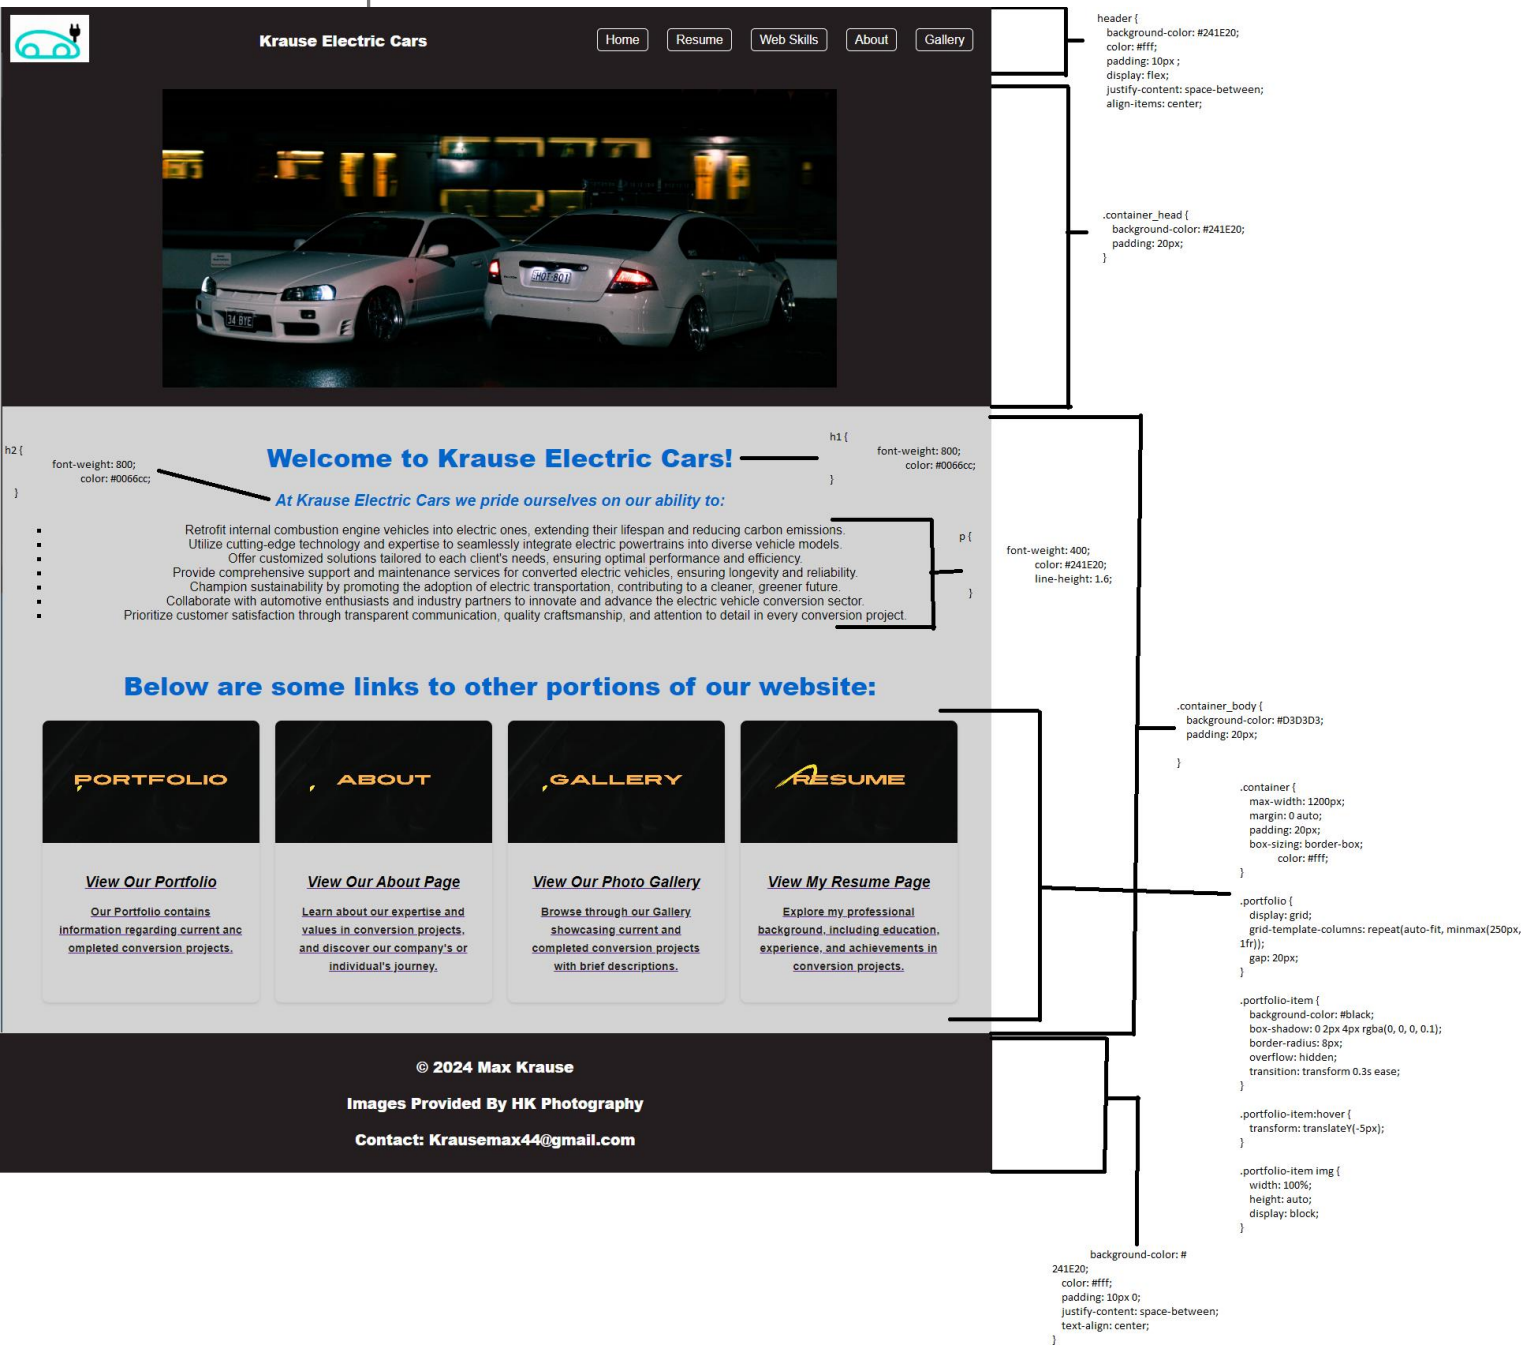 Krause Electric Cars
Home
Resume
Web Skills
About
Gallery
header {
background-color: #241E20;
color: #fff;
padding: 10px ;
display: flex;
justify-content: space-between;
align-items: center;
.container_head {
background-color: #241E20;
padding: 20px;
}
34 BYE
HOT-801
h2 {
font-weight: 800;
color: #0066cc;
}
Welcome to Krause Electric Cars!
h1 {
font-weight: 800;
color: #0066cc;
}
At Krause Electric Cars we pride ourselves on our ability to:
Retrofit internal combustion engine vehicles into electric ones, extending their lifespan and reducing carbon emissions.
Utilize cutting-edge technology and expertise to seamlessly integrate electric powertrains into diverse vehicle models.
Offer customized solutions tailored to each client's needs, ensuring optimal performance and efficiency.
Provide comprehensive support and maintenance services for converted electric vehicles, ensuring longevity and reliability.
Champion sustainability by promoting the adoption of electric transportation, contributing to a cleaner, greener future.
Collaborate with automotive enthusiasts and industry partners to innovate and advance the electric vehicle conversion sector.
Prioritize customer satisfaction through transparent communication, quality craftsmanship, and attention to detail in every conversion project.
p {
font-weight: 400;
color: #241E20;
line-height: 1.6;
}
Below are some links to other portions of our website:
PORTFOLIO
ABOUT
GALLERY
RESUME
View Our Portfolio
Our Portfolio contains
information regarding current anc
ompleted conversion projects.
View Our About Page
Learn about our expertise and
values in conversion projects,
and discover our company's or
individual's journey.
View Our Photo Gallery
Browse through our Gallery
showcasing current and
completed conversion projects
with brief descriptions.
View My Resume Page
Explore my professional
background, including education,
experience, and achievements in
conversion projects.
.container_body {
background-color: #D3D3D3;
padding: 20px;
}
.container {
max-width: 1200px;
margin: 0 auto;
padding: 20px;
box-sizing: border-box;
color: #fff;
}
.portfolio {
display: grid;
grid-template-columns: repeat(auto-fit, minmax(250px,
1fr));
gap: 20px;
}
.portfolio-item {
background-color: #black;
box-shadow: 0 2px 4px rgba(0, 0, 0, 0.1);
border-radius: 8px;
overflow: hidden;
transition: transform 0.3s ease;
}
.portfolio-item:hover {
transform: translateY(-5px);
}
.portfolio-item img {
width: 100%;
height: auto;
display: block;
}
© 2024 Max Krause
Images Provided By HK Photography
Contact: Krausemax44@gmail.com
background-color: #
241E20;
color: #fff;
padding: 10px 0;
justify-content: space-between;
text-align: center;
}